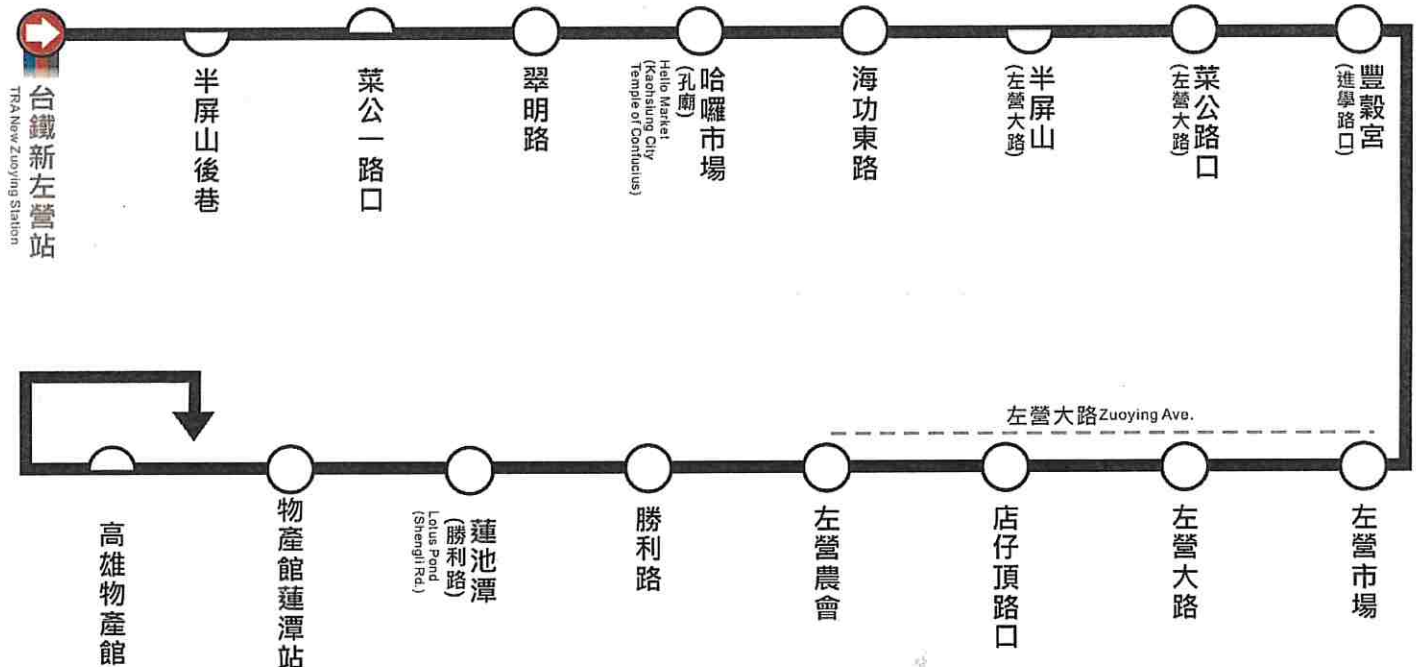 台鐵新左營站
TRA New Zuoying Station
半屏山後巷
菜公一路口
翠明路
哈囉市場
(孔廟)
Hello Market
(Kaohsiung City
Temple of Confucius)
海功東路
半屏山
(左營大路)
菜公路口
(左營大路)
豐穀宮
(進學路口)
左營大路Zuoying Ave.
左營市場
左營大路
店仔頂路口
左營農會
勝利路
蓮池潭
(勝利路)
Lotus Pond
(Shengli Rd.)
物產館蓮潭站
高雄物產館